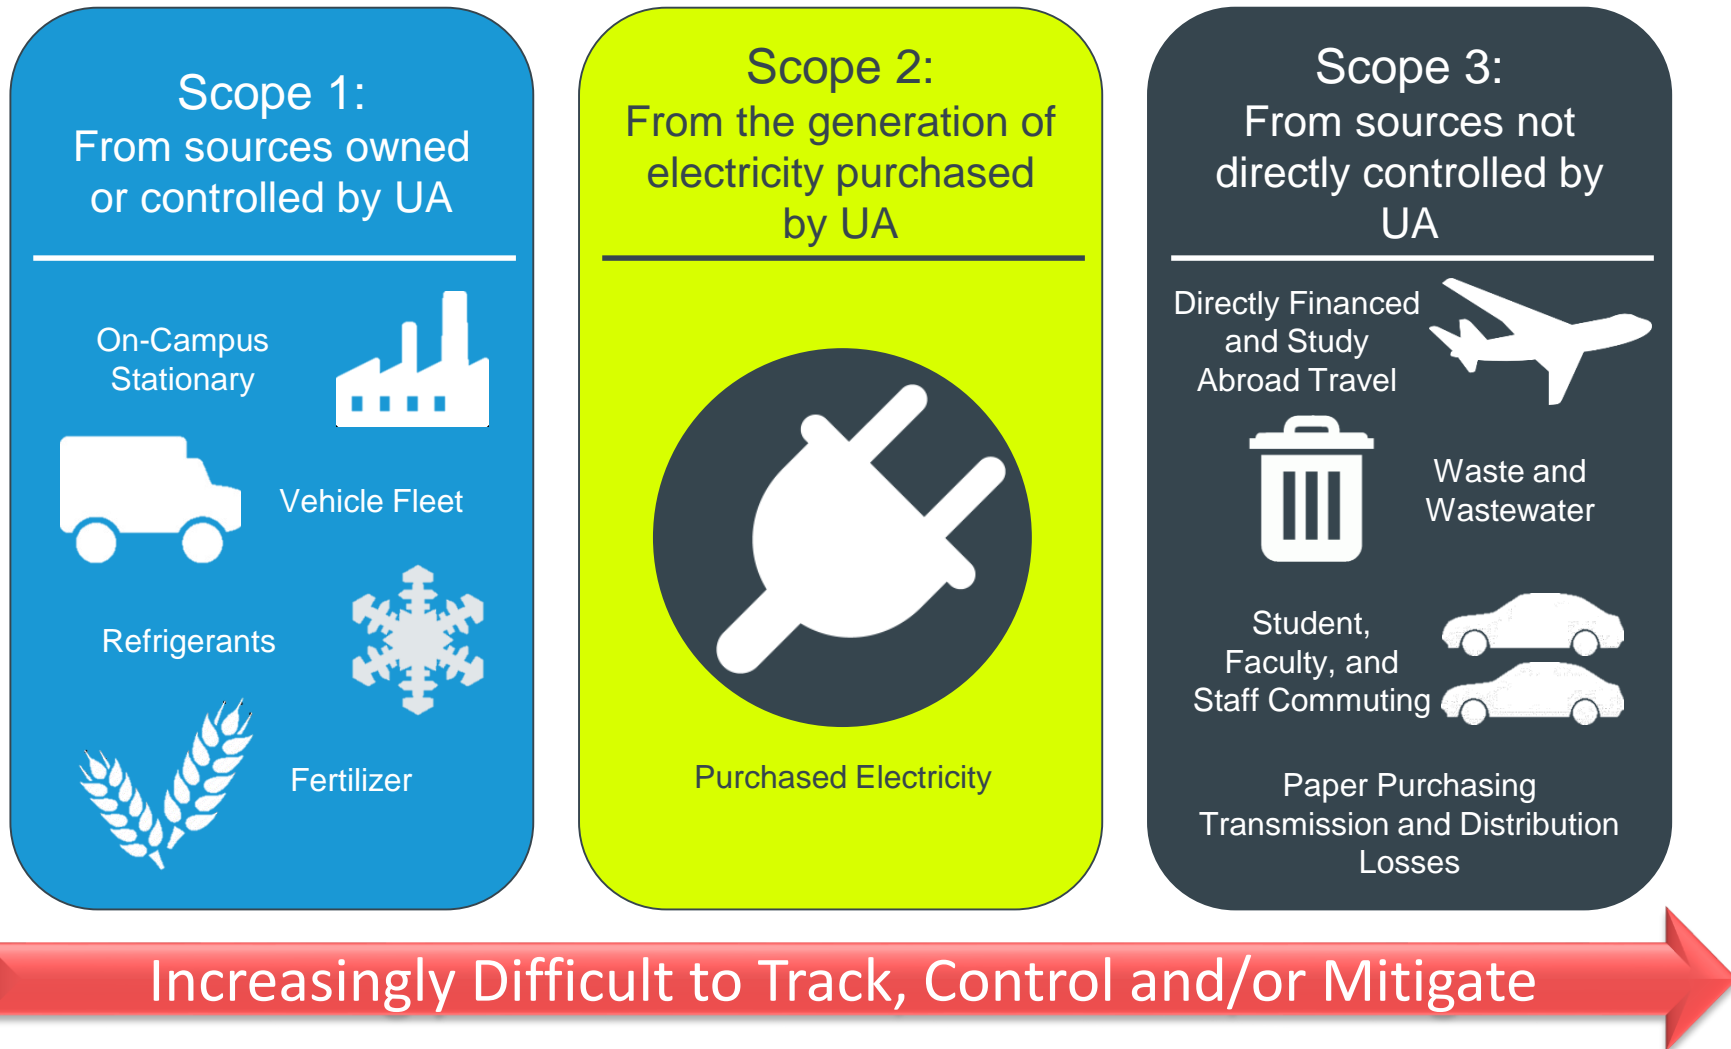 Scope 1:
From sources owned
or controlled by UA
On-Campus
Stationary
Vehicle Fleet
Refrigerants
Fertilizer
Scope 2:
From the generation of
electricity purchased
by UA
Purchased Electricity
Scope 3:
From sources not
directly controlled by
UA
Directly Financed
and Study
Abroad Travel
Waste and
Wastewater
Student,
Faculty, and
Staff Commuting
Paper Purchasing
Transmission and Distribution
Losses
Increasingly Difficult to Track, Control and/or Mitigate